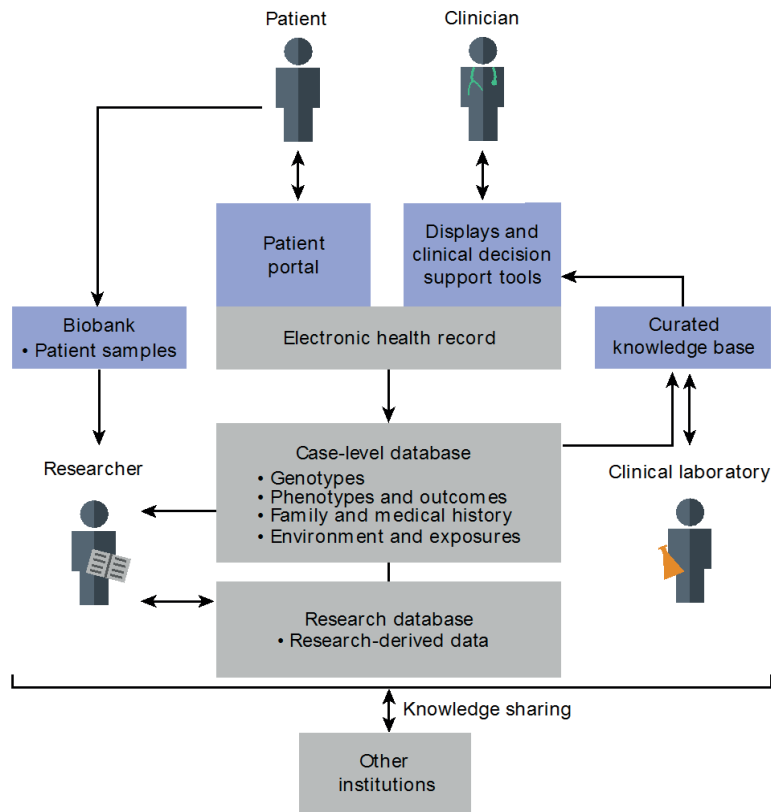 Patient
Clinician
Patient
portal
Displays and
clinical decision
support tools
Biobank
• Patient samples
Electronic health record
Curated
knowledge base
Case-level database
• Genotypes
• Phenotypes and outcomes
• Family and medical history
• Environment and exposures
Researcher
Clinical laboratory
Research database
• Research-derived data
Knowledge sharing
Other
institutions